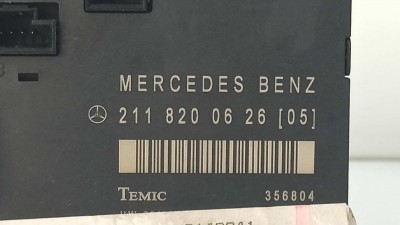 MERCEDES BENZ
211 820 06 26 [05]
TEMIC 356804